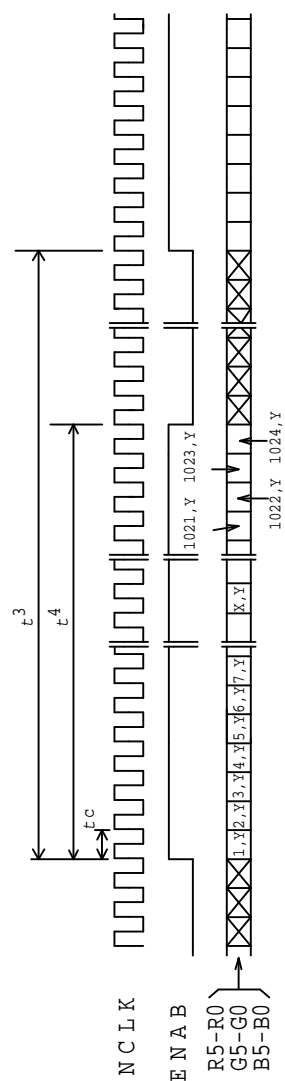 t3
t4
tc
NCLK
ENAB
R5-R0
G5-G0
B5-B0
1,Y 2,Y 3,Y 4,Y 5,Y 6,Y 7,Y
X,Y
1021,Y 1023,Y
1022,Y 1024,Y